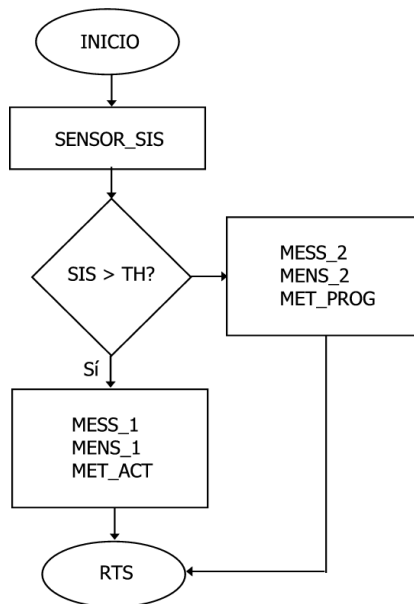 INICIO
SENSOR_SIS
SIS > TH?
MESS_2
MENS_2
MET_PROG
Sí
MESS_1
MENS_1
MET_ACT
RTS